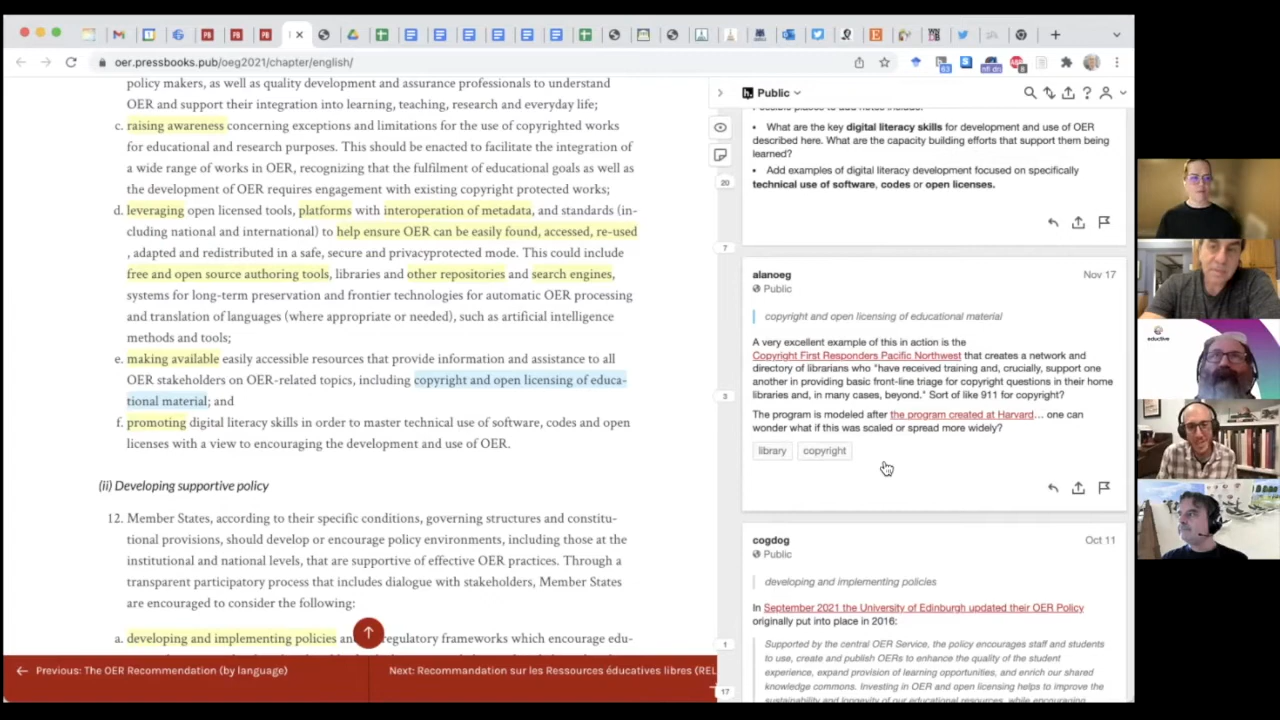 oer.pressbooks.pub/oeg2021/chapter/english/
policy makers, as well as quality development and assurance professionals to understand
OER and support their integration into learning, teaching, research and everyday life;
c. raising awareness concerning exceptions and limitations for the use of copyrighted works
for educational and research purposes. This should be enacted to facilitate the integration of
a wide range of works in OER, recognizing that the fulfilment of educational goals as well as
the development of OER requires engagement with existing copyright protected works;
d. leveraging open licensed tools, platforms with interoperation of metadata, and standards (in-
cluding national and international) to help ensure OER can be easily found, accessed, re-used
, adapted and redistributed in a safe, secure and privacyprotected mode. This could include
free and open source authoring tools, libraries and other repositories and search engines,
systems for long-term preservation and frontier technologies for automatic OER processing
and translation of languages (where appropriate or needed), such as artificial intelligence
methods and tools;
e. making available easily accessible resources that provide information and assistance to all
OER stakeholders on OER-related topics, including copyright and open licensing of educa-
tional material; and
f. promoting digital literacy skills in order to master technical use of software, codes and open
licenses with a view to encouraging the development and use of OER.
(ii) Developing supportive policy
12. Member States, according to their specific conditions, governing structures and constitu-
tional provisions, should develop or encourage policy environments, including those at the
institutional and national levels, that are supportive of effective OER practices. Through a
transparent participatory process that includes dialogue with stakeholders, Member States
are encouraged to consider the following:
a. developing and implementing policies an regulatory frameworks which encourage edu-
← Previous: The OER Recommendation (by language)
Next: Recommandation sur les Ressources éducatives libres (REL
Public
20
7
3
1
17
• What are the key digital literacy skills for development and use of OER
described here. What are the capacity building efforts that support them being
learned?
• Add examples of digital literacy development focused on specifically
technical use of software, codes or open licenses.
alanoeg Nov 17
Public
copyright and open licensing of educational material
A very excellent example of this in action is the
Copyright First Responders Pacific Northwest that creates a network and
directory of librarians who "have received training and, crucially, support one
another in providing basic front-line triage for copyright questions in their home
libraries and, in many cases, beyond." Sort of like 911 for copyright?
The program is modeled after the program created at Harvard... one can
wonder what if this was scaled or spread more widely?
library copyright
cogdog Oct 11
Public
developing and implementing policies
In September 2021 the University of Edinburgh updated their OER Policy
originally put into place in 2016:
Supported by the central OER Service, the policy encourages staff and students
to use, create and publish OERs to enhance the quality of the student
experience, expand provision of learning opportunities, and enrich our shared
knowledge commons. Investing in OER and open licensing helps to improve the
eductive